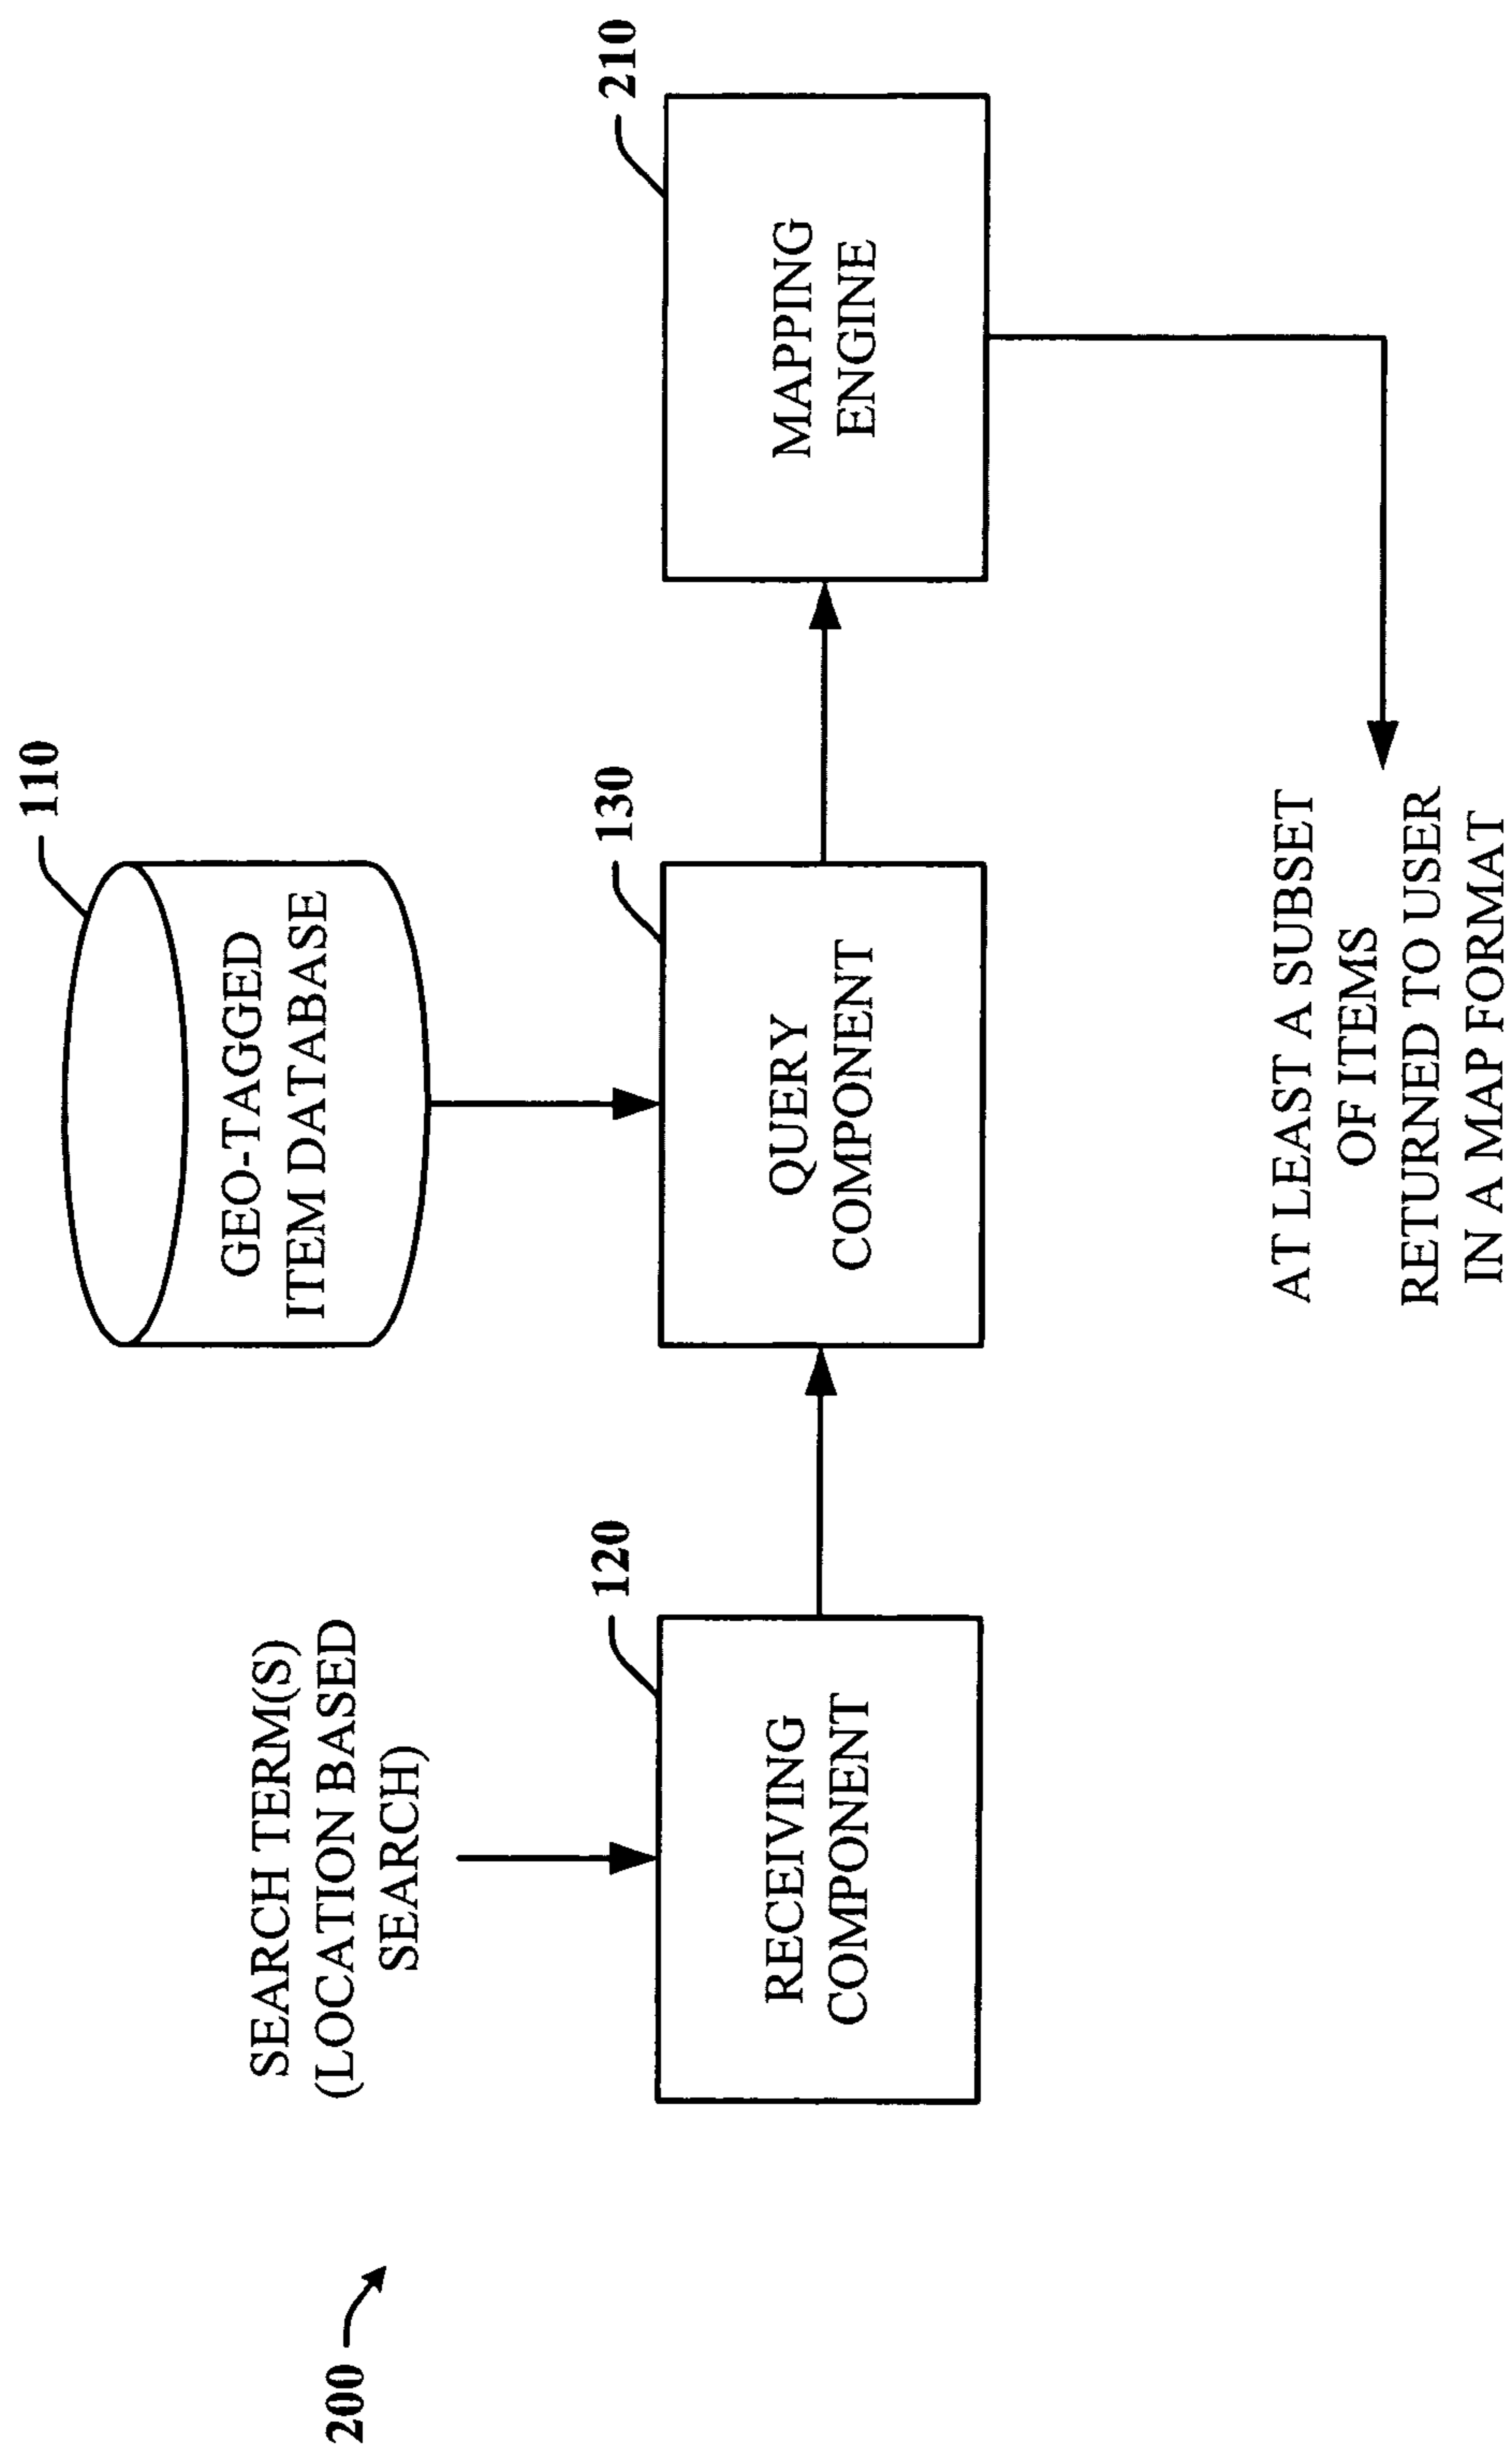 200
SEARCH TERM(S)
(LOCATION BASED
SEARCH)
120
RECEIVING
COMPONENT
110
GEO-TAGGED
ITEM DATABASE
130
QUERY
COMPONENT
210
MAPPING
ENGINE
AT LEAST A SUBSET
OF ITEMS
RETURNED TO USER
IN A MAP FORMAT